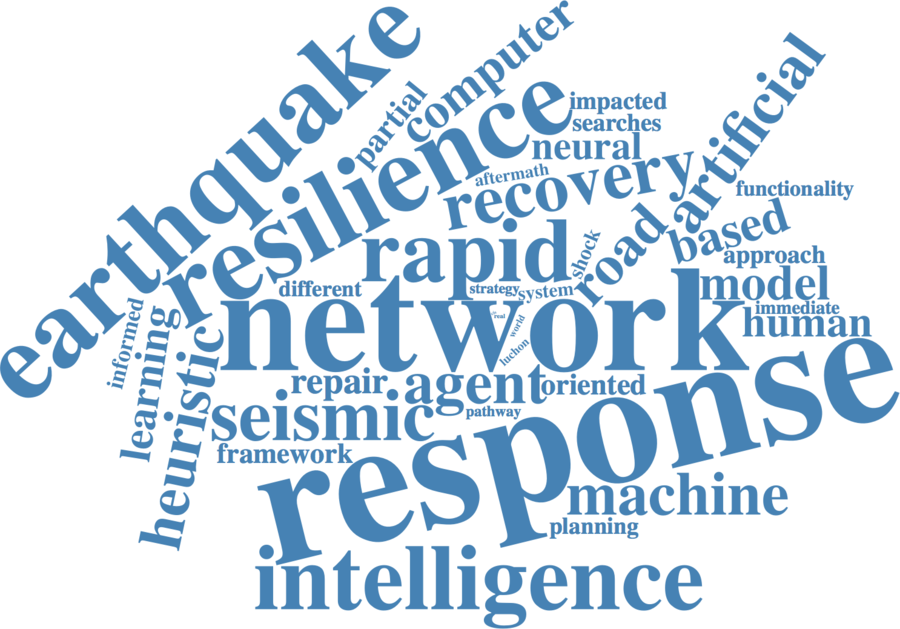 earthquake
computer
partial
resilience
impacted
searches
neural
artificial
aftermath
recovery
functionality
road
based
rapid
shock
approach
different
strategy
system
model
network
real
world
luchon
immediate
human
informed
learning
heuristic
repair
agent
oriented
seismic
pathway
response
framework
machine
planning
intelligence